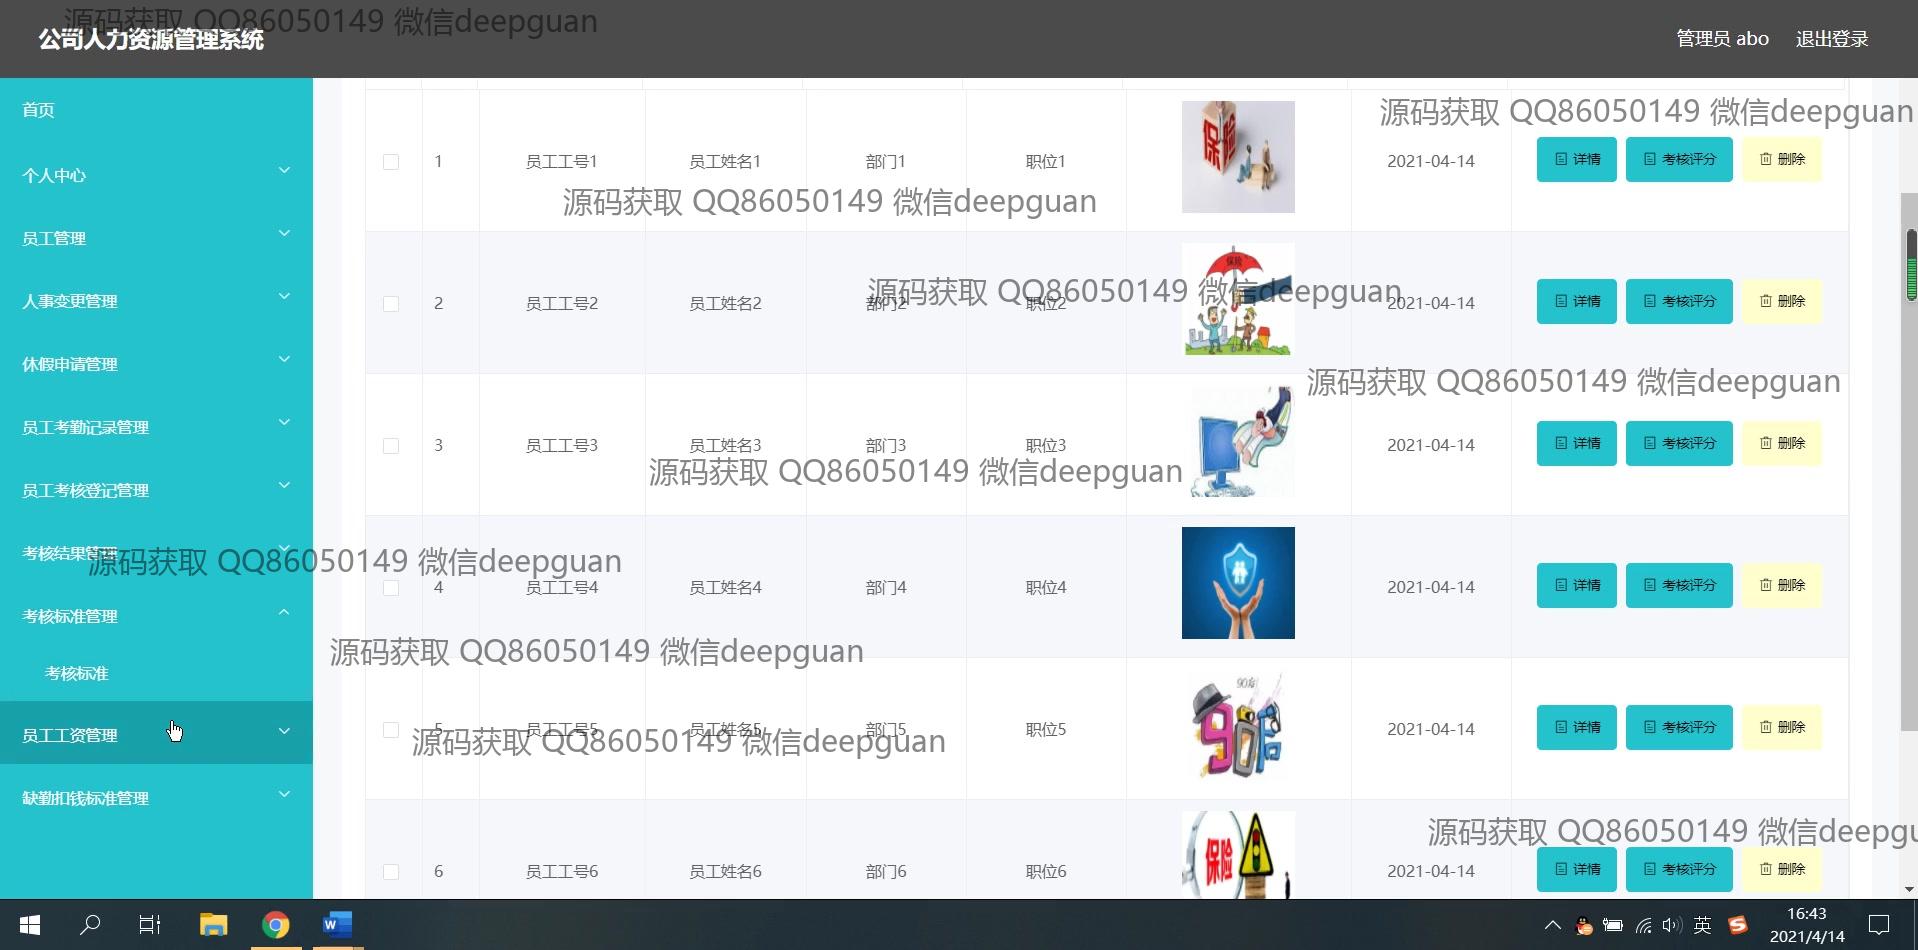 源码获取 QQ86050149 微信deepguan
公司人力资源管理系统
管理员 abo 退出登录
首页
个人中心
员工管理
人事变更管理
休假申请管理
员工考勤记录管理
员工考核登记管理
考核结果管理
考核标准管理
考核标准
员工工资管理
缺勤扣钱标准管理
源码获取 QQ86050149 微信deepguan
1 员工工号1 员工姓名1 部门1 职位1 保险 2021-04-14 详情 考核评分 删除
源码获取 QQ86050149 微信deepguan
2 员工工号2 员工姓名2 部门2 职位2 保险 2021-04-14 详情 考核评分 删除
源码获取 QQ86050149 微信deepguan
源码获取 QQ86050149 微信deepguan
3 员工工号3 员工姓名3 部门3 职位3 2021-04-14 详情 考核评分 删除
源码获取 QQ86050149 微信deepguan
源码获取 QQ86050149 微信deepguan
4 员工工号4 员工姓名4 部门4 职位4 2021-04-14 详情 考核评分 删除
源码获取 QQ86050149 微信deepguan
5 员工工号5 员工姓名5 部门5 职位5 90后 2021-04-14 详情 考核评分 删除
源码获取 QQ86050149 微信deepguan
源码获取 QQ86050149 微信deepgu
6 员工工号6 员工姓名6 部门6 职位6 保险 2021-04-14 详情 考核评分 删除
英
16:43
2021/4/14